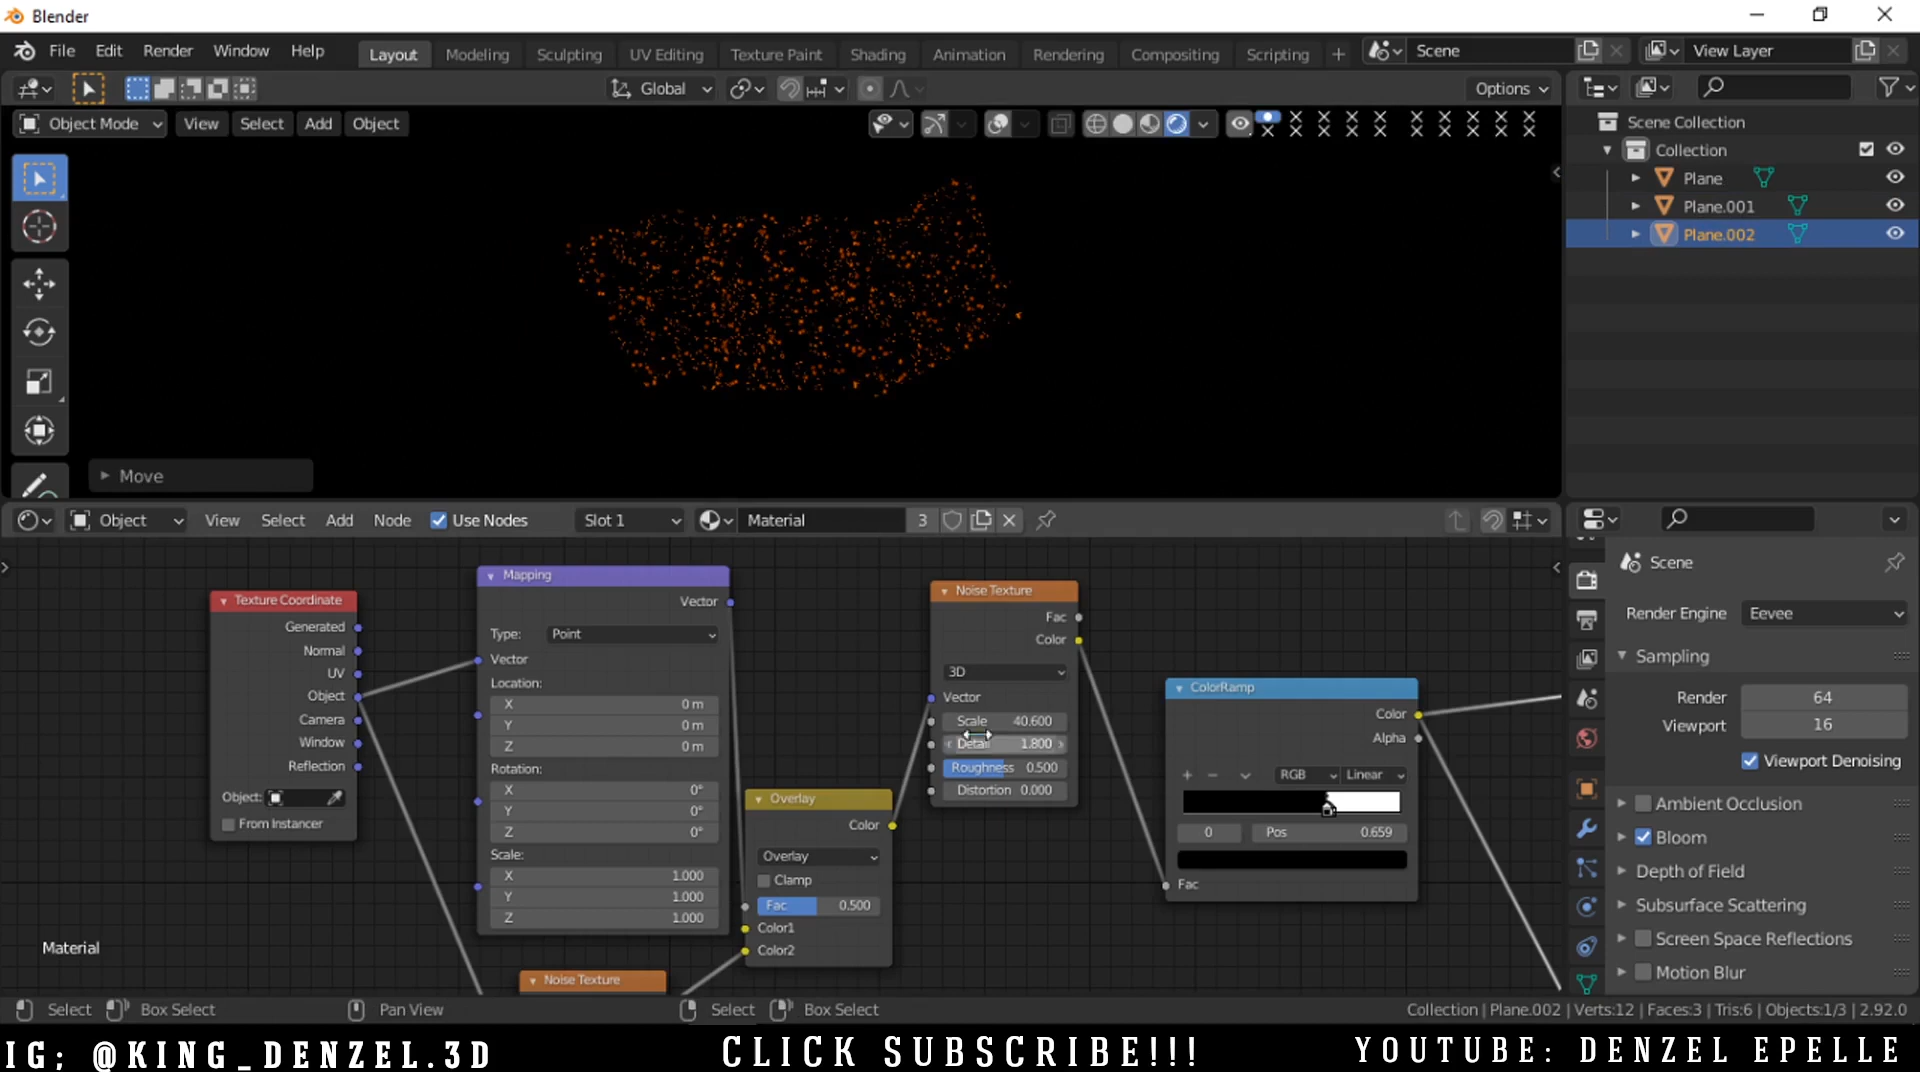 Blender
File Edit Render Window Help Layout Modeling Sculpting UV Editing Texture Paint Shading Animation Rendering Compositing Scripting + Scene View Layer
Global Options
Object Mode View Select Add Object
Scene Collection
Collection
Plane
Plane.001
Plane.002
Move
Object View Select Add Node Use Nodes Slot 1 Material 3
Scene
Render Engine Eevee
Sampling
Render 64
Viewport 16
Viewport Denoising
Ambient Occlusion
Bloom
Depth of Field
Subsurface Scattering
Screen Space Reflections
Motion Blur
Texture Coordinate
Generated
Normal
UV
Object
Camera
Window
Reflection
Object:
From Instancer
Mapping
Vector
Type: Point
Vector
Location:
X 0 m
Y 0 m
Z 0 m
Rotation:
X 0°
Y 0°
Z 0°
Scale:
X 1.000
Y 1.000
Z 1.000
Overlay
Color
Overlay
Clamp
Fac 0.500
Color1
Color2
Noise Texture
Noise Texture
Fac
Color
3D
Vector
Scale 40.600
Detail 1.800
Roughness 0.500
Distortion 0.000
ColorRamp
Color
Alpha
+ − RGB Linear
0 Pos 0.659
Fac
Material
Select Box Select Pan View Select Box Select Collection | Plane.002 | Verts:12 | Faces:3 | Tris:6 | Objects:1/3 | 2.92.0
IG; @KING_DENZEL.3D CLICK SUBSCRIBE!!! YOUTUBE: DENZEL EPELLE